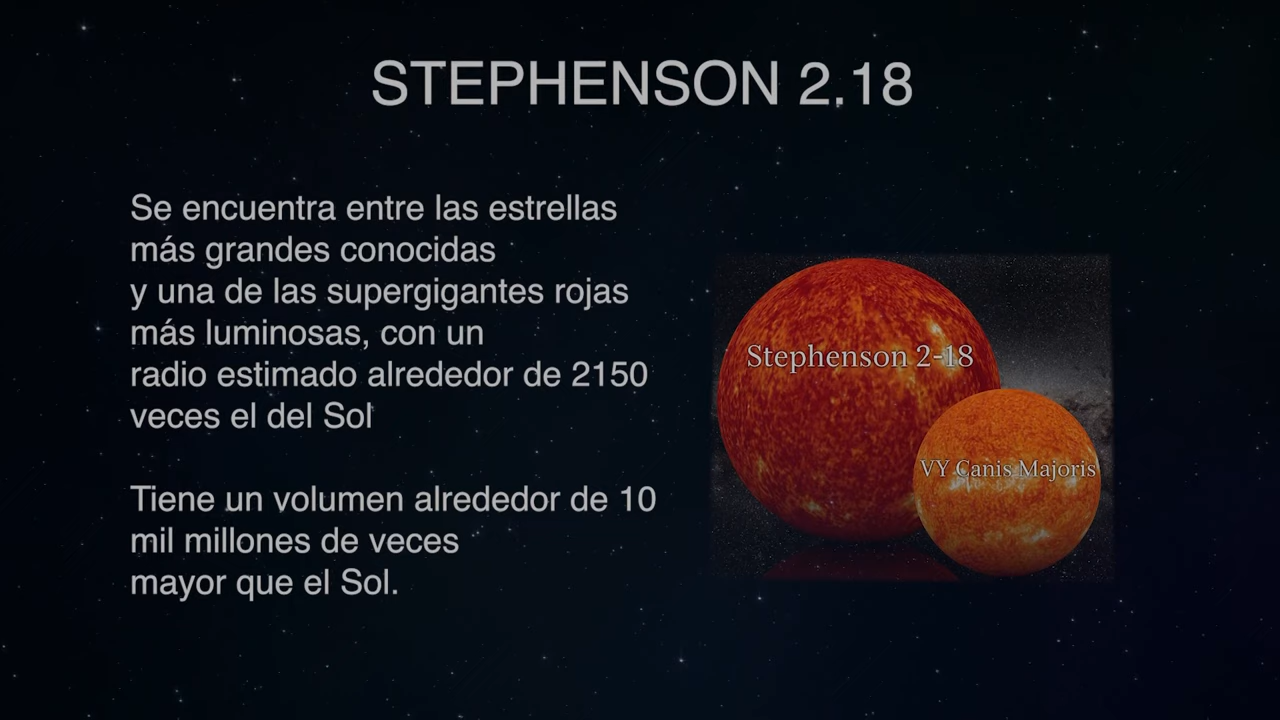 STEPHENSON 2.18
Se encuentra entre las estrellas
más grandes conocidas
y una de las supergigantes rojas
más luminosas, con un
radio estimado alrededor de 2150
veces el del Sol
Tiene un volumen alrededor de 10
mil millones de veces
mayor que el Sol.
Stephenson 2-18
VY Canis Majoris